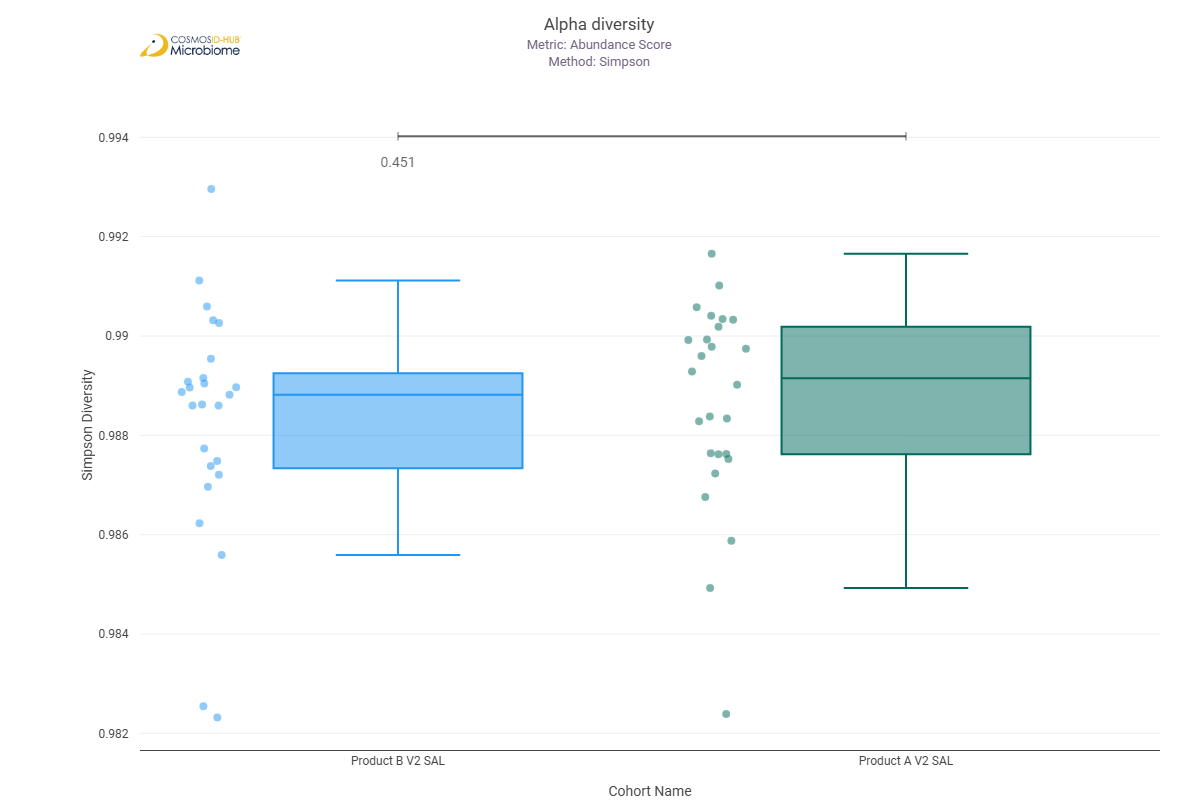 Alpha diversity
Metric: Abundance Score
Method: Simpson
COSMOSID-HUB
Microbiome
0.994
0.451
0.992
0.99
0.988
0.986
0.984
0.982
Simpson Diversity
Product B V2 SAL
Product A V2 SAL
Cohort Name